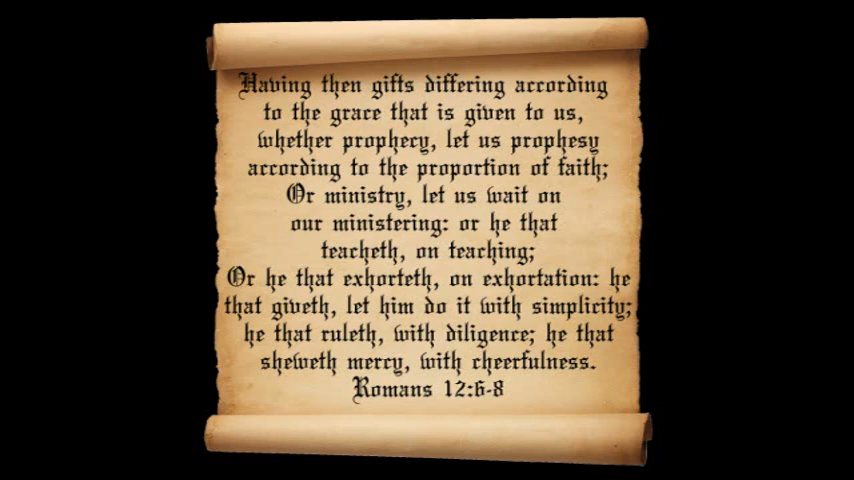 Having then gifts differing according
to the grace that is given to us,
whether prophecy, let us prophesy
according to the proportion of faith;
Or ministry, let us wait on
our ministering: or he that
teacheth, on teaching;
Or he that exhorteth, on exhortation: he
that giveth, let him do it with simplicity;
he that ruleth, with diligence; he that
sheweth mercy, with cheerfulness.
Romans 12:6-8